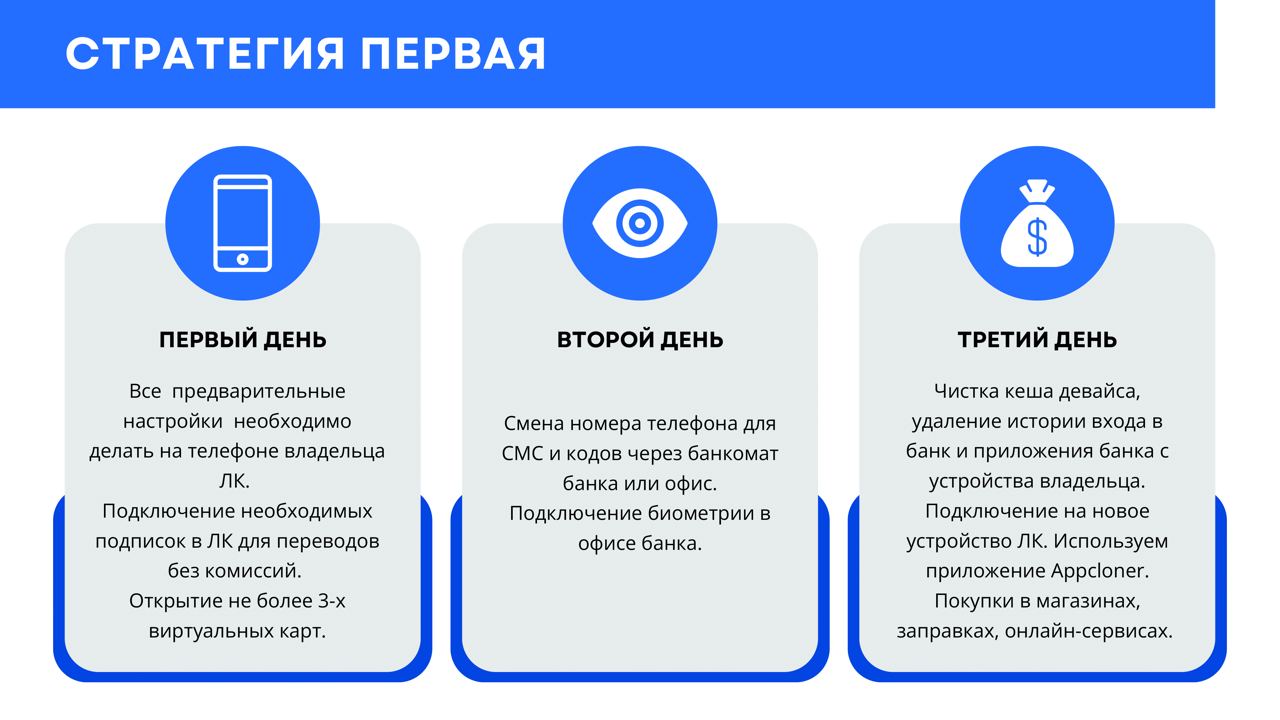 СТРАТЕГИЯ ПЕРВАЯ
ПЕРВЫЙ ДЕНЬ
Все предварительные
настройки необходимо
делать на телефоне владельца
ЛК.
Подключение необходимых
подписок в ЛК для переводов
без комиссий.
Открытие не более 3-х
виртуальных карт.
ВТОРОЙ ДЕНЬ
Смена номера телефона для
СМС и кодов через банкомат
банка или офис.
Подключение биометрии в
офисе банка.
ТРЕТИЙ ДЕНЬ
Чистка кеша девайса,
удаление истории входа в
банк и приложения банка с
устройства владельца.
Подключение на новое
устройство ЛК. Используем
приложение Appcloner.
Покупки в магазинах,
заправках, онлайн-сервисах.